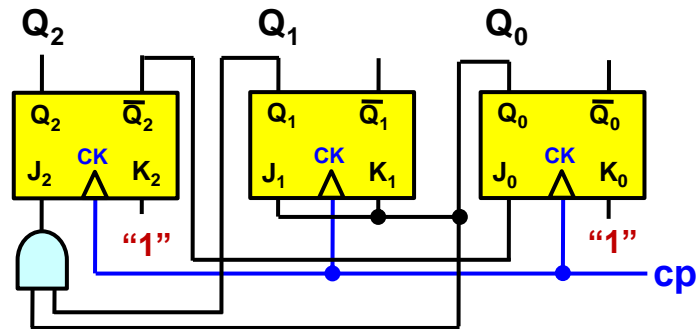 Q₂ Q₁ Q₀
Q₂ Q̅₂ Q₁ Q̅₁ Q₀ Q̅₀
CK CK CK
J₂ K₂ J₁ K₁ J₀ K₀
“1” “1”
cp